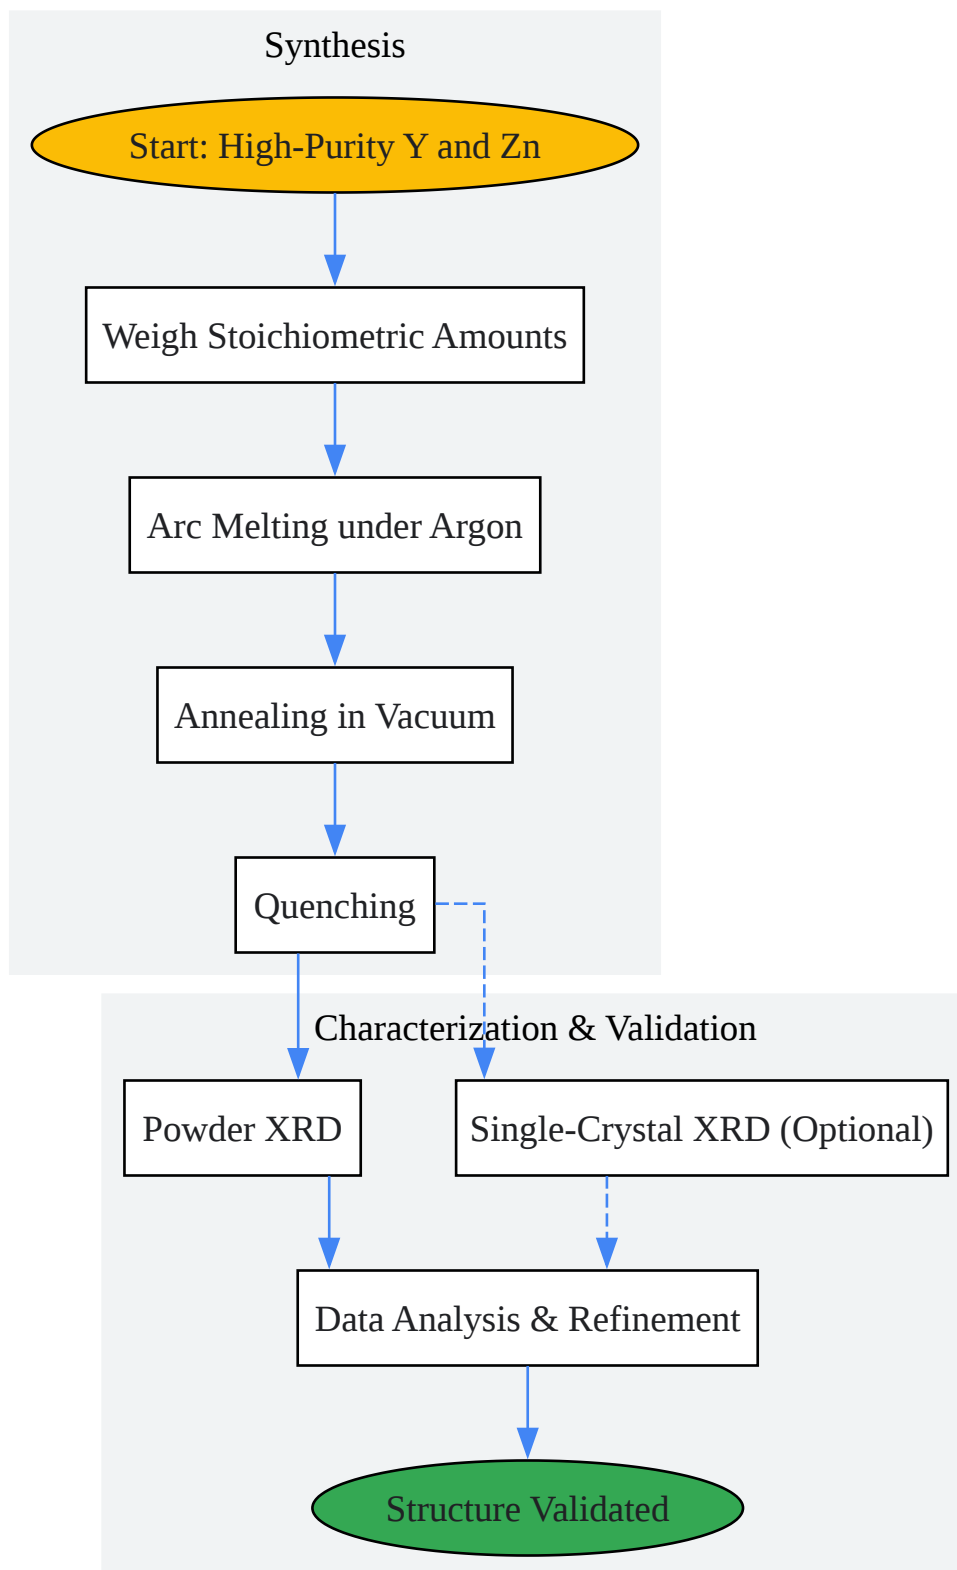 Synthesis
Start: High-Purity Y and Zn
Weigh Stoichiometric Amounts
Arc Melting under Argon
Annealing in Vacuum
Quenching
Characterization & Validation
Powder XRD
Single-Crystal XRD (Optional)
Data Analysis & Refinement
Structure Validated